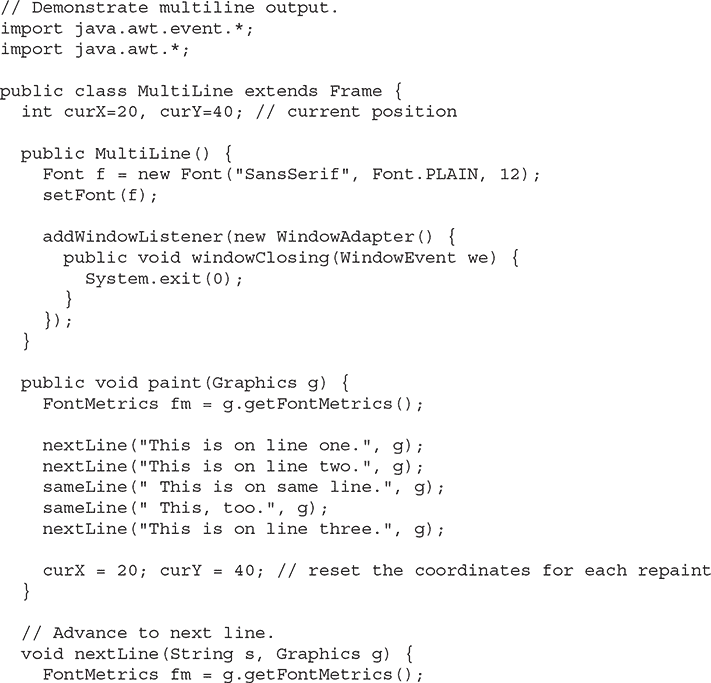 // Demonstrate multiline output.
import java.awt.event.*;
import java.awt.*;

public class MultiLine extends Frame {
  int curX=20, curY=40; // current position

  public MultiLine() {
    Font f = new Font("SansSerif", Font.PLAIN, 12);
    setFont(f);

    addWindowListener(new WindowAdapter() {
      public void windowClosing(WindowEvent we) {
        System.exit(0);
      }
    });
  }

  public void paint(Graphics g) {
    FontMetrics fm = g.getFontMetrics();

    nextLine("This is on line one.", g);
    nextLine("This is on line two.", g);
    sameLine(" This is on same line.", g);
    sameLine(" This, too.", g);
    nextLine("This is on line three.", g);

    curX = 20; curY = 40; // reset the coordinates for each repaint
  }

  // Advance to next line.
  void nextLine(String s, Graphics g) {
    FontMetrics fm = g.getFontMetrics();